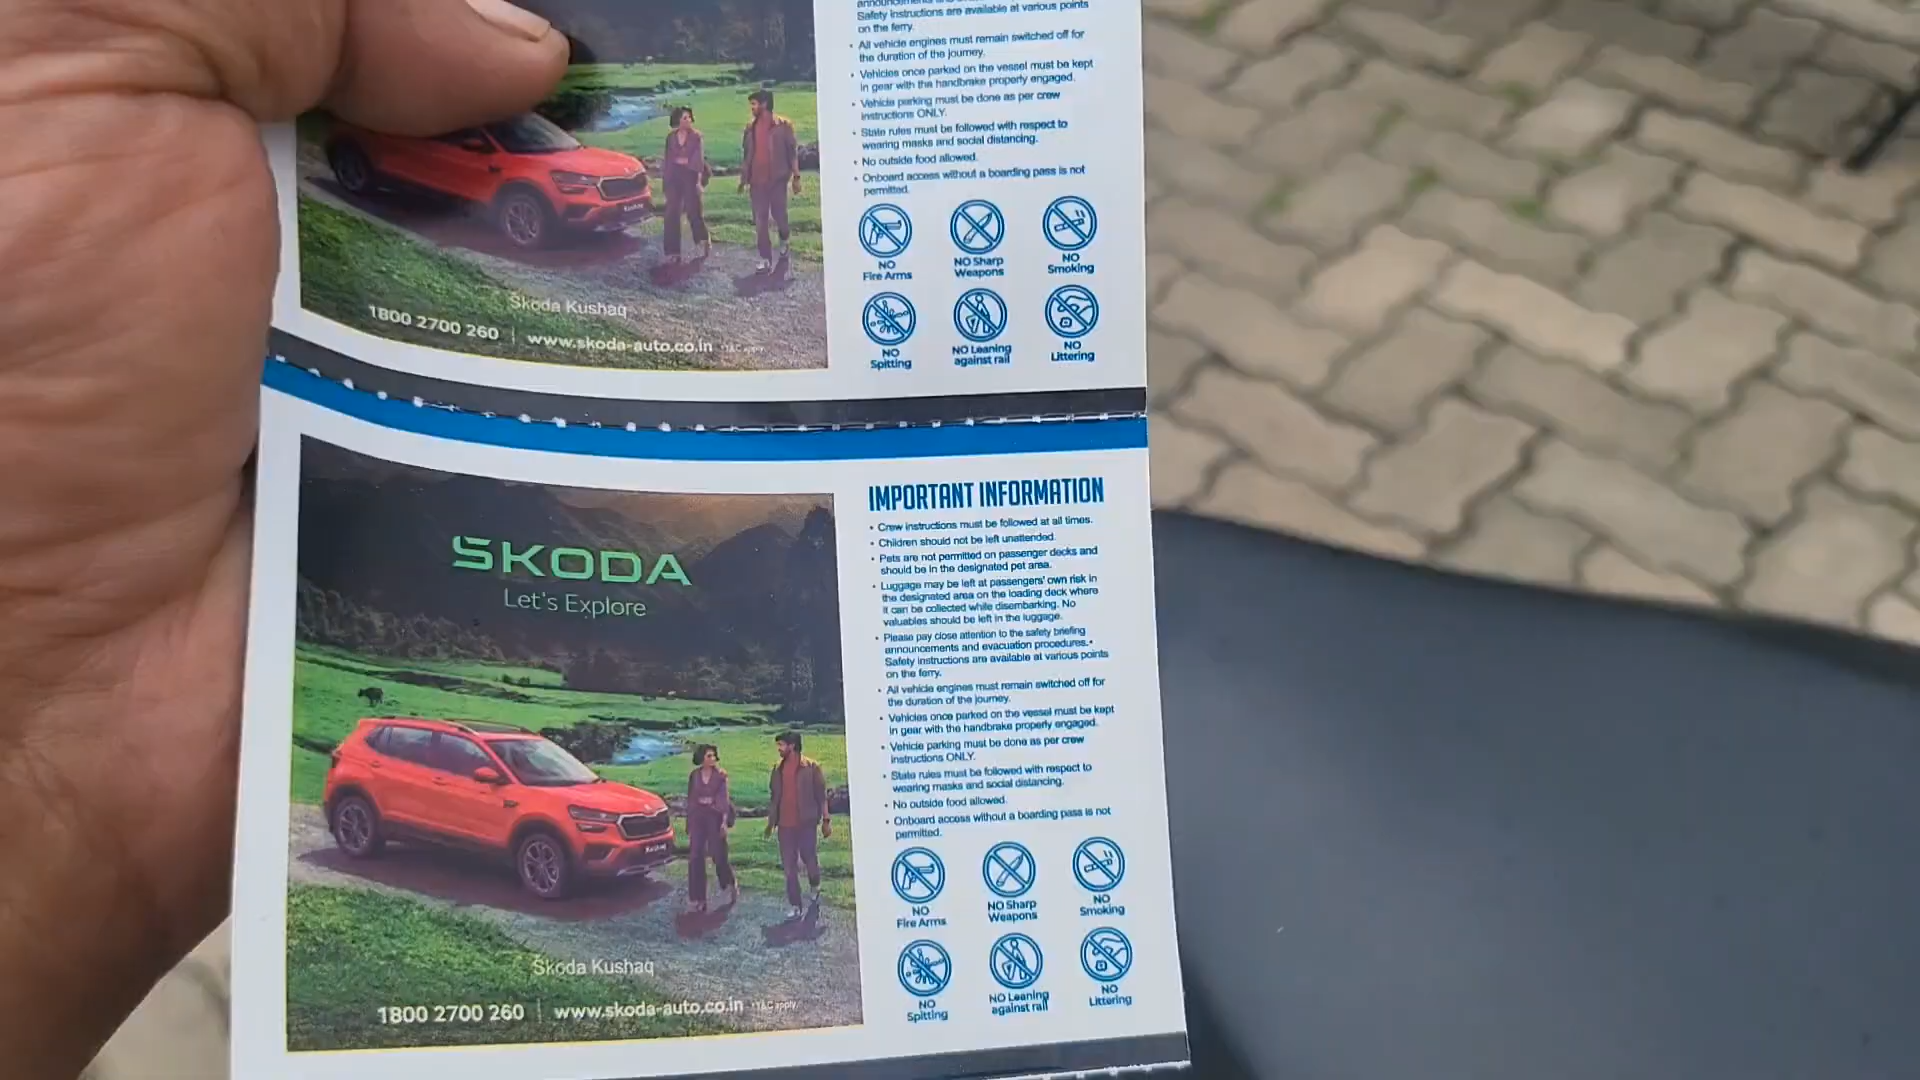 Safety instructions are available at various points
on the ferry.
• All vehicle engines must remain switched off for
the duration of the journey.
• Vehicles once parked on the vessel must be kept
in gear with the handbrake properly engaged.
• Vehicle parking must be done as per crew
instructions ONLY.
• State rules must be followed with respect to
wearing masks and social distancing.
• No outside food allowed.
• Onboard access without a boarding pass is not
permitted.
NO
Fire Arms
NO Sharp
Weapons
NO
Smoking
NO
Spitting
NO Leaning
against rail
NO
Littering
Kushaq
Škoda Kushaq
1800 2700 260 | www.skoda-auto.co.in *T&C apply
ŠKODA
Let's Explore
Kushaq
Škoda Kushaq
1800 2700 260 | www.skoda-auto.co.in *T&C apply
IMPORTANT INFORMATION
• Crew instructions must be followed at all times.
• Children should not be left unattended.
• Pets are not permitted on passenger decks and
should be in the designated pet area.
• Luggage may be left at passengers' own risk in
the designated area on the loading deck where
it can be collected while disembarking. No
valuables should be left in the luggage.
• Please pay close attention to the safety briefing
announcements and evacuation procedures.•
Safety instructions are available at various points
on the ferry.
• All vehicle engines must remain switched off for
the duration of the journey.
• Vehicles once parked on the vessel must be kept
in gear with the handbrake properly engaged.
• Vehicle parking must be done as per crew
instructions ONLY.
• State rules must be followed with respect to
wearing masks and social distancing.
• No outside food allowed.
• Onboard access without a boarding pass is not
permitted.
NO
Fire Arms
NO Sharp
Weapons
NO
Smoking
NO
Spitting
NO Leaning
against rail
NO
Littering